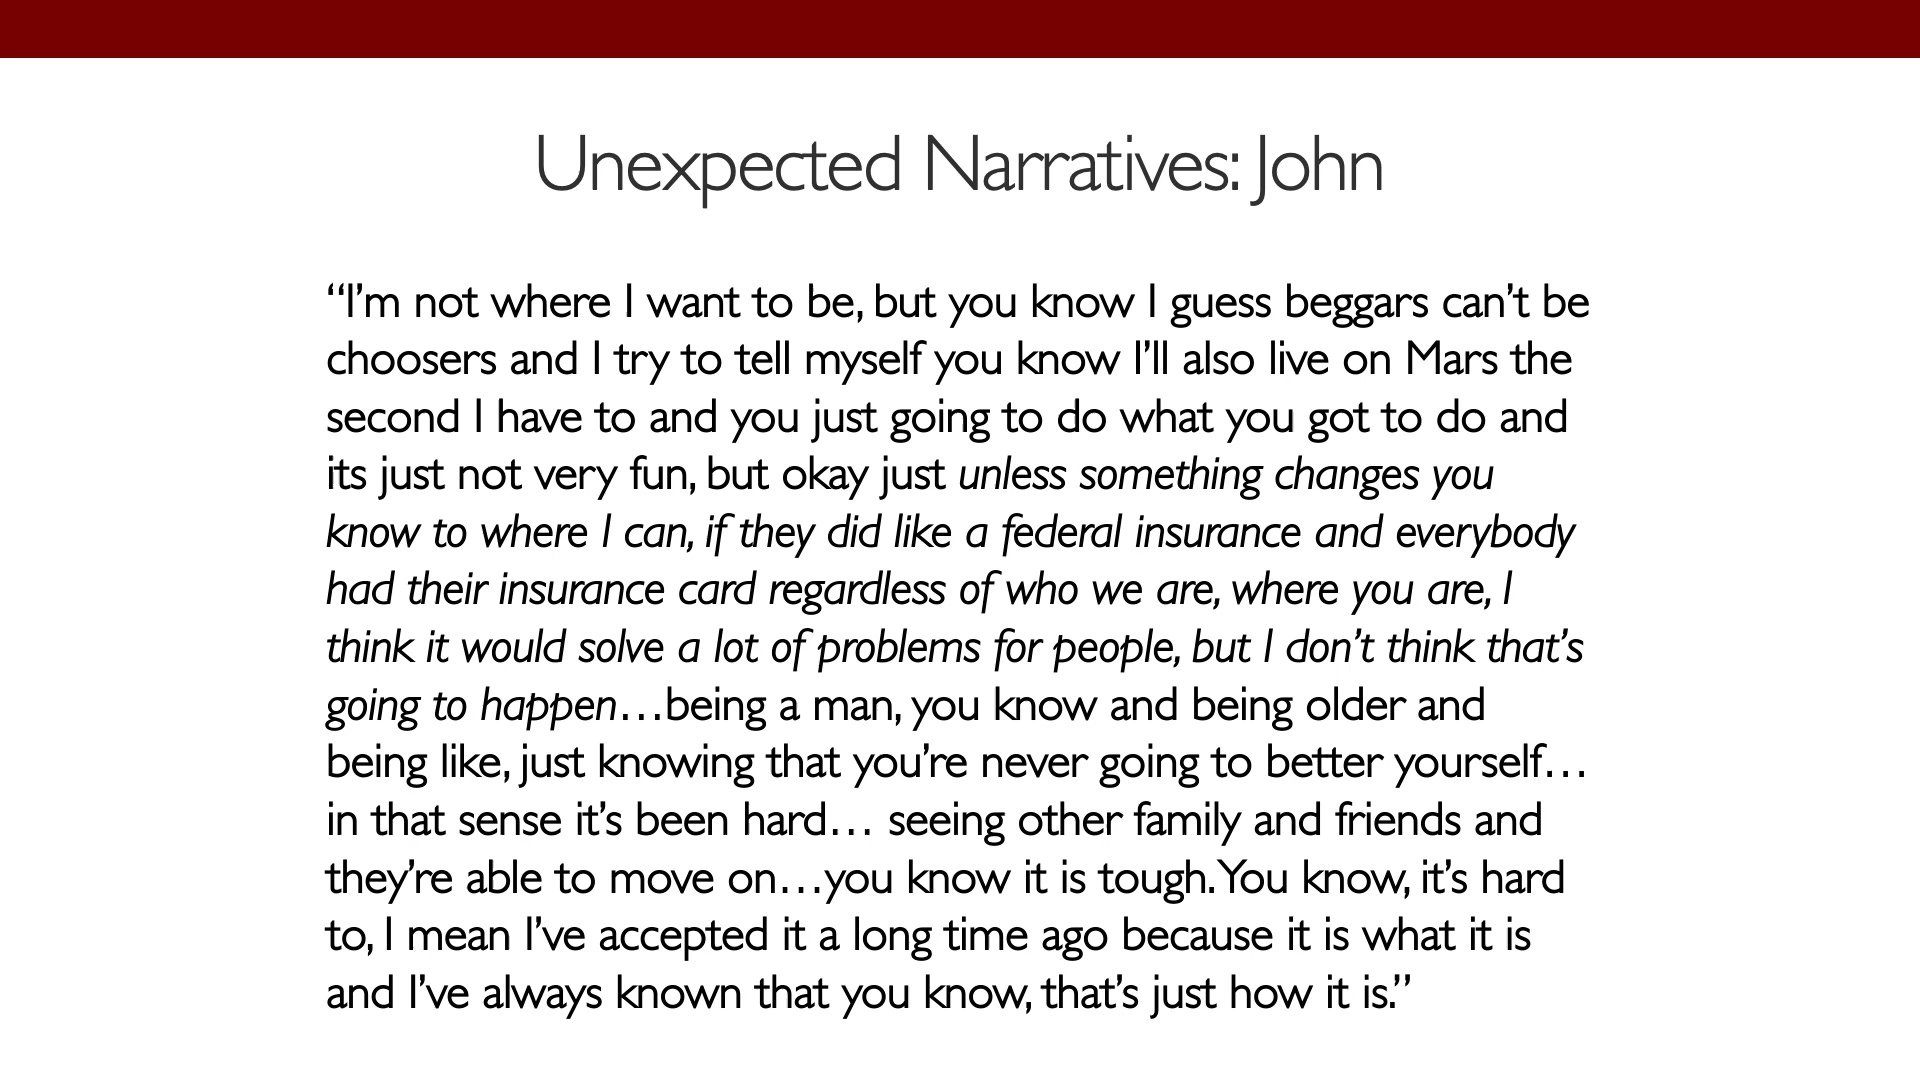 Unexpected Narratives: John
“I’m not where I want to be, but you know I guess beggars can’t be
choosers and I try to tell myself you know I’ll also live on Mars the
second I have to and you just going to do what you got to do and
its just not very fun, but okay just unless something changes you
know to where I can, if they did like a federal insurance and everybody
had their insurance card regardless of who we are, where you are, I
think it would solve a lot of problems for people, but I don’t think that’s
going to happen…being a man, you know and being older and
being like, just knowing that you’re never going to better yourself…
in that sense it’s been hard… seeing other family and friends and
they’re able to move on…you know it is tough. You know, it’s hard
to, I mean I’ve accepted it a long time ago because it is what it is
and I’ve always known that you know, that’s just how it is.”